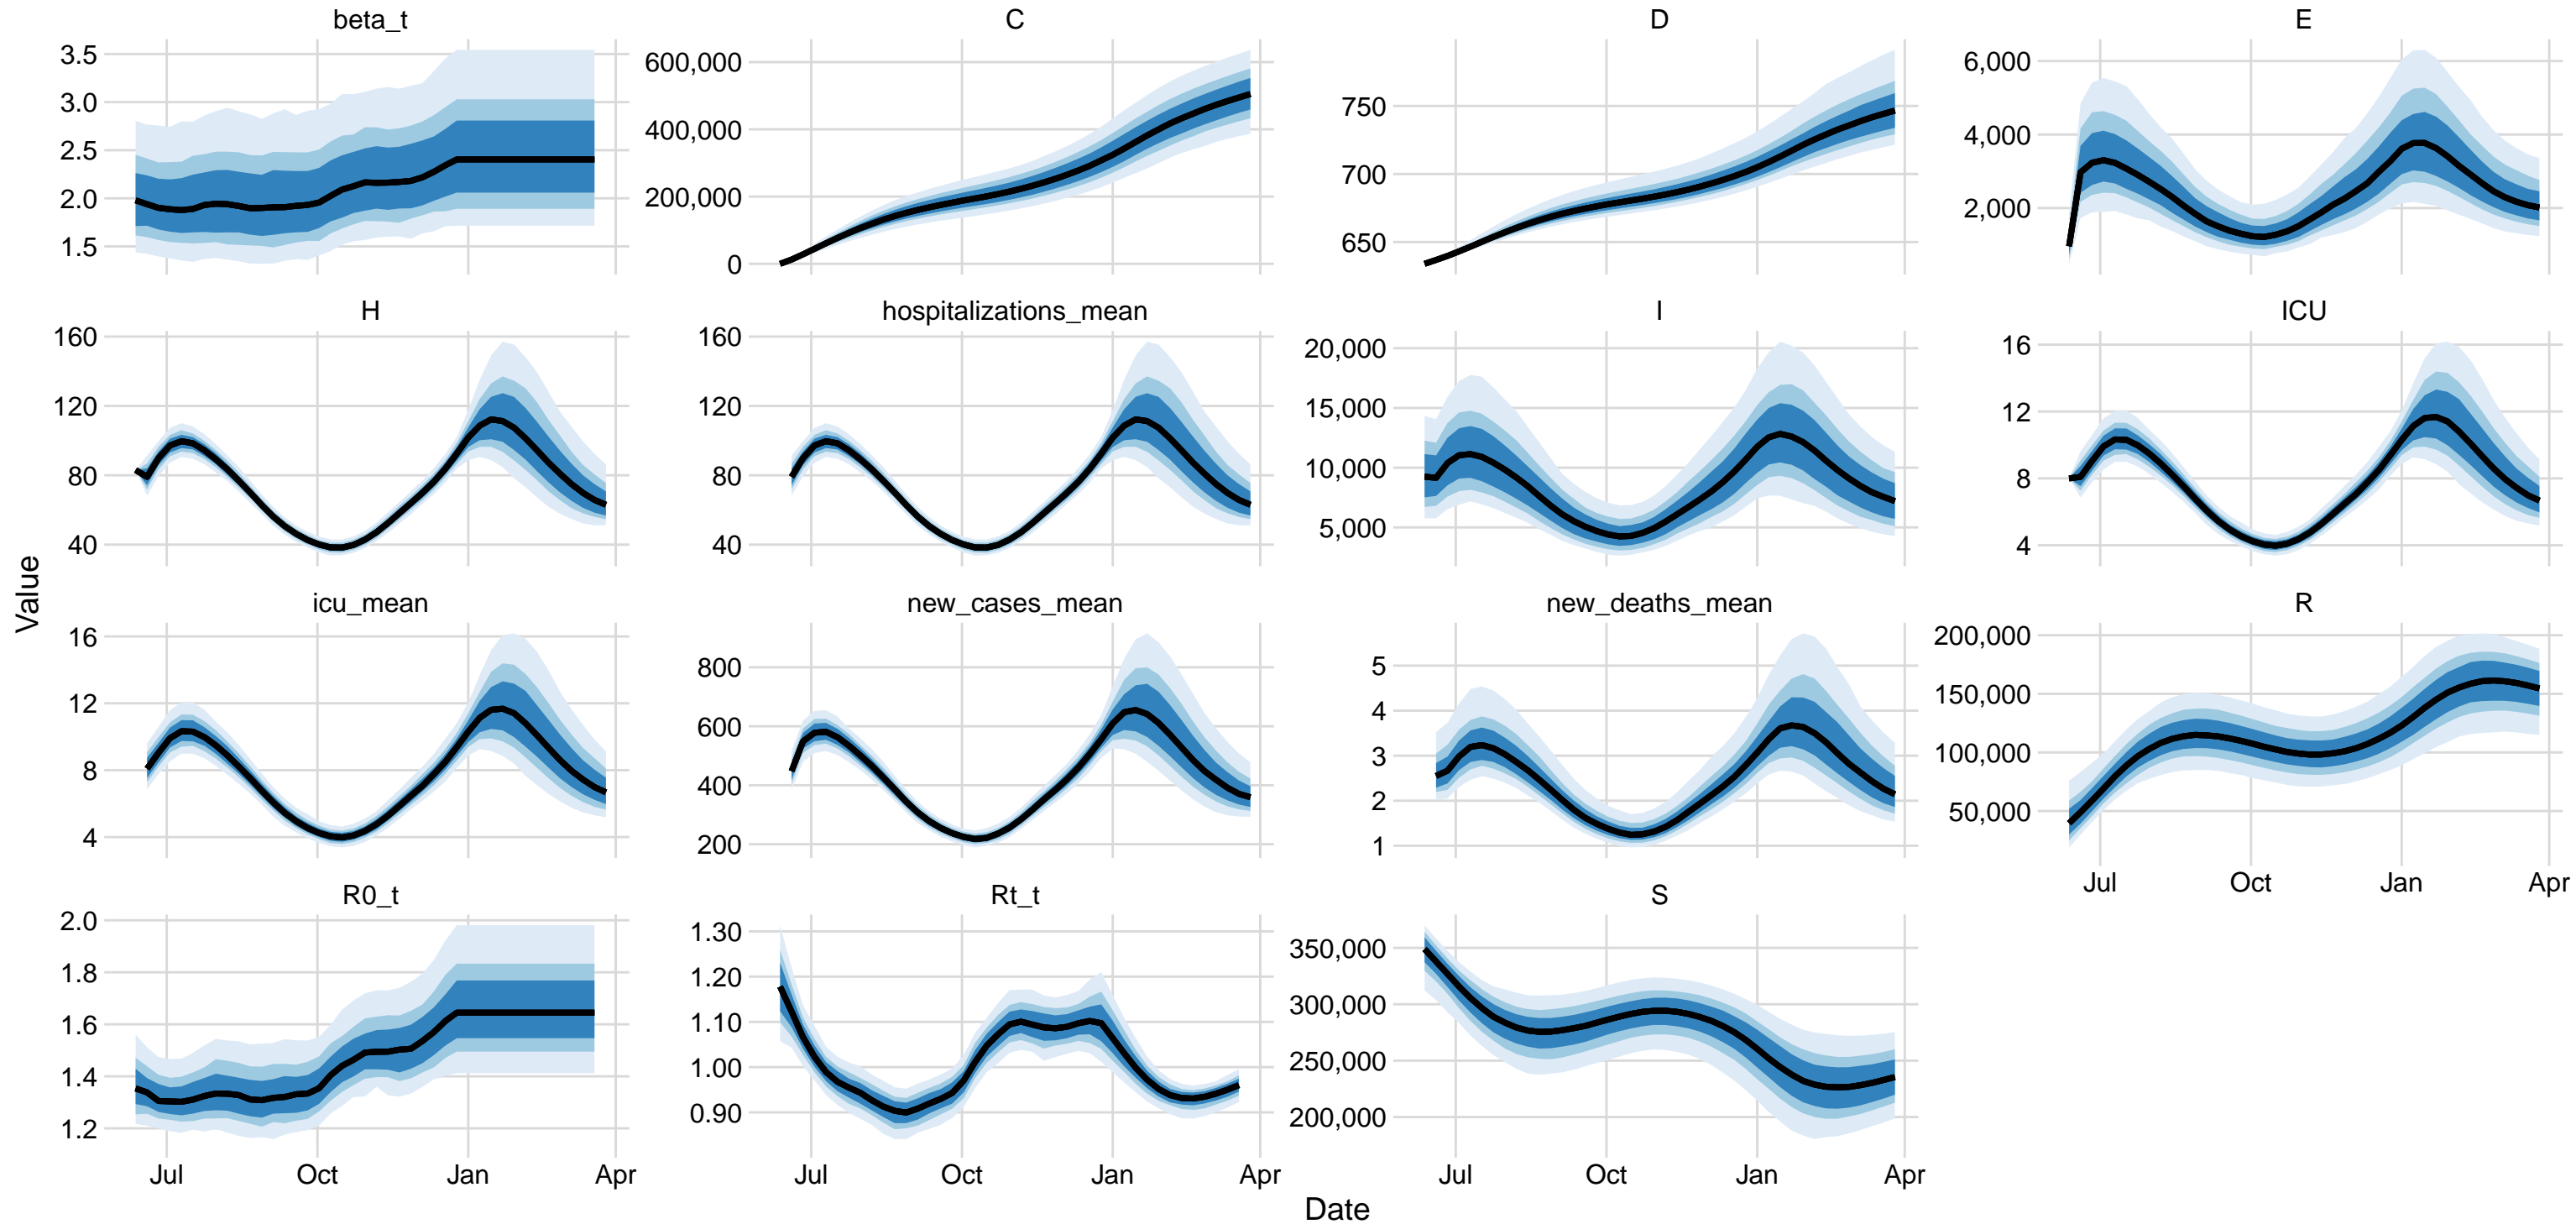 beta_t
C
D
E
3.5
3.0
2.5
2.0
1.5
600,000
400,000
200,000
0
750
700
650
6,000
4,000
2,000
H
hospitalizations_mean
I
ICU
160
120
80
40
160
120
80
40
20,000
15,000
10,000
5,000
16
12
8
4
icu_mean
new_cases_mean
new_deaths_mean
R
16
12
8
4
800
600
400
200
5
4
3
2
1
200,000
150,000
100,000
50,000
Jul Oct Jan Apr
R0_t
Rt_t
S
2.0
1.8
1.6
1.4
1.2
1.30
1.20
1.10
1.00
0.90
350,000
300,000
250,000
200,000
Jul Oct Jan Apr
Jul Oct Jan Apr
Jul Oct Jan Apr
Value
Date